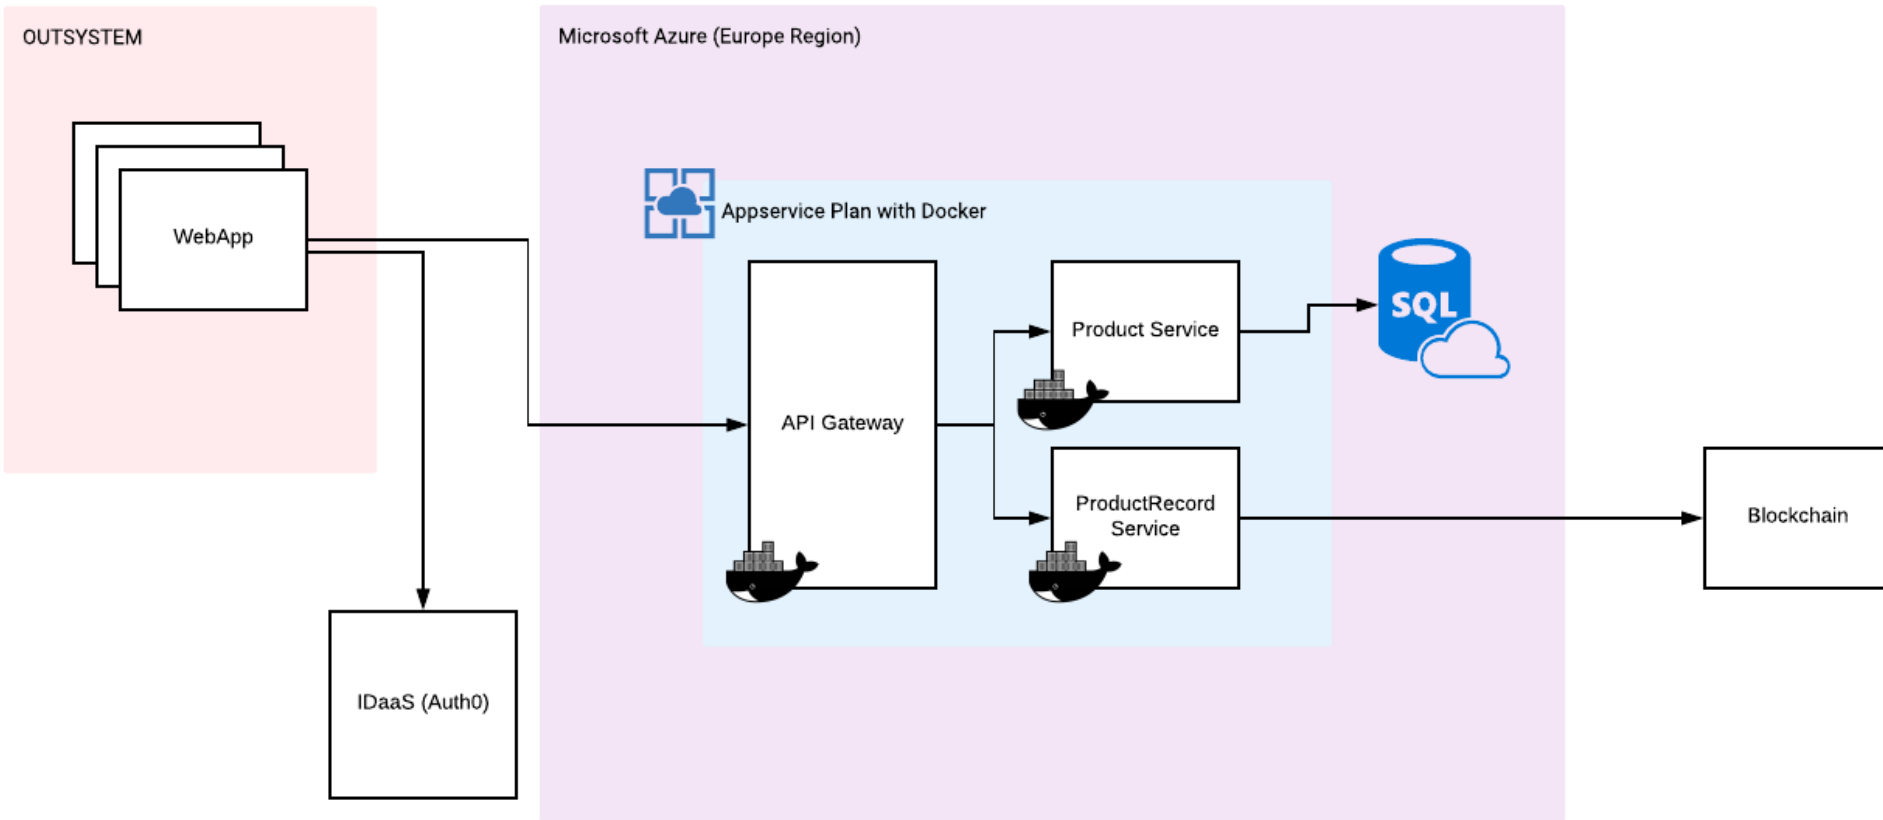 OUTSYSTEM
Microsoft Azure (Europe Region)
WebApp
Appservice Plan with Docker
API Gateway
Product Service
SQL
ProductRecord
Service
Blockchain
IDaaS (Auth0)